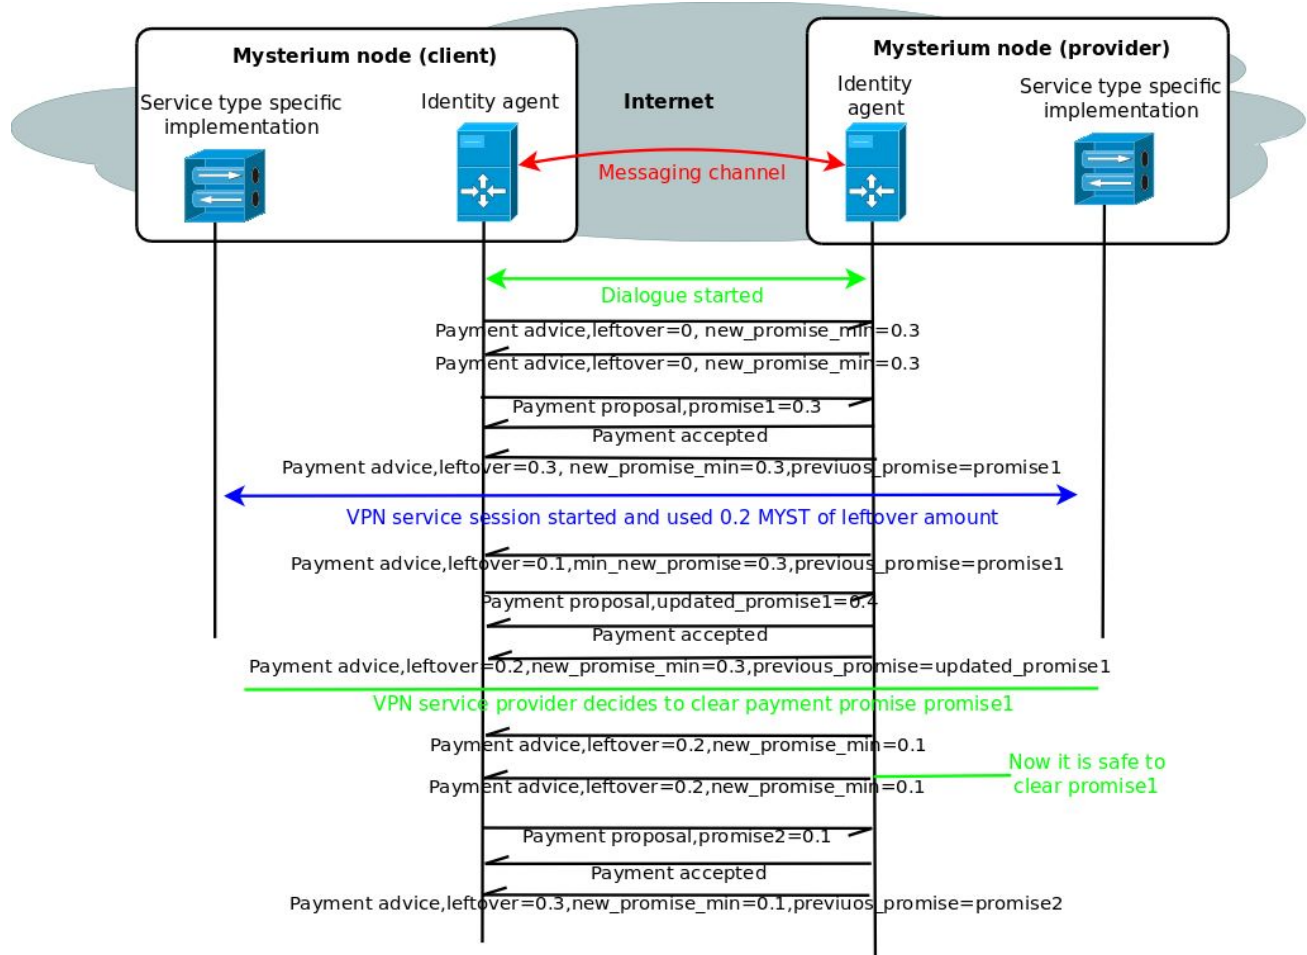 Mysterium node (client)
Mysterium node (provider)
Service type specific
implementation
Identity agent
Internet
Identity
agent
Service type specific
implementation
Messaging channel
Dialogue started
Payment advice,leftover=0, new_promise_min=0.3
Payment advice,leftover=0, new_promise_min=0.3
Payment proposal,promise1=0.3
Payment accepted
Payment advice,leftover=0.3, new_promise_min=0.3,previuos_promise=promise1
VPN service session started and used 0.2 MYST of leftover amount
Payment advice,leftover=0.1,min_new_promise=0.3,previous_promise=promise1
Payment proposal,updated_promise1=0.4
Payment accepted
Payment advice,leftover=0.2,new_promise_min=0.3,previous_promise=updated_promise1
VPN service provider decides to clear payment promise promise1
Payment advice,leftover=0.2,new_promise_min=0.1
Now it is safe to
clear promise1
Payment advice,leftover=0.2,new_promise_min=0.1
Payment proposal,promise2=0.1
Payment accepted
Payment advice,leftover=0.3,new_promise_min=0.1,previuos_promise=promise2